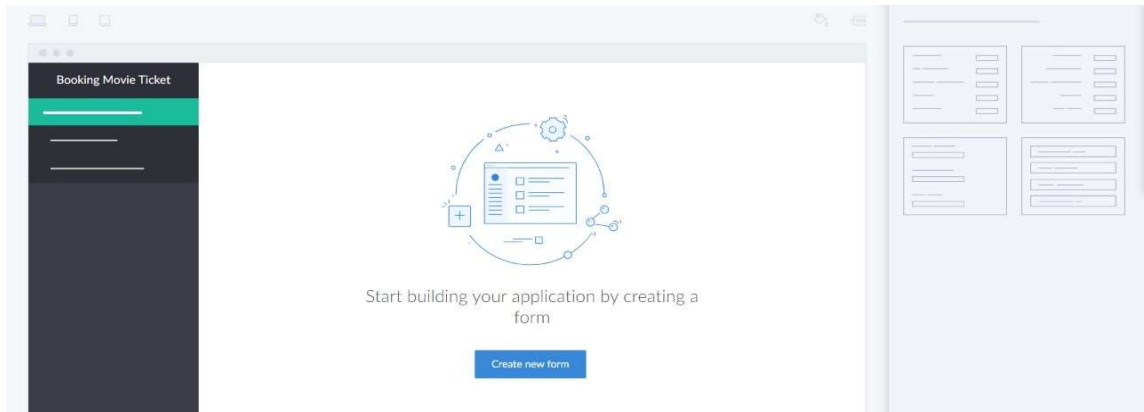 Booking Movie Ticket
Start building your application by creating a
form
Create new form